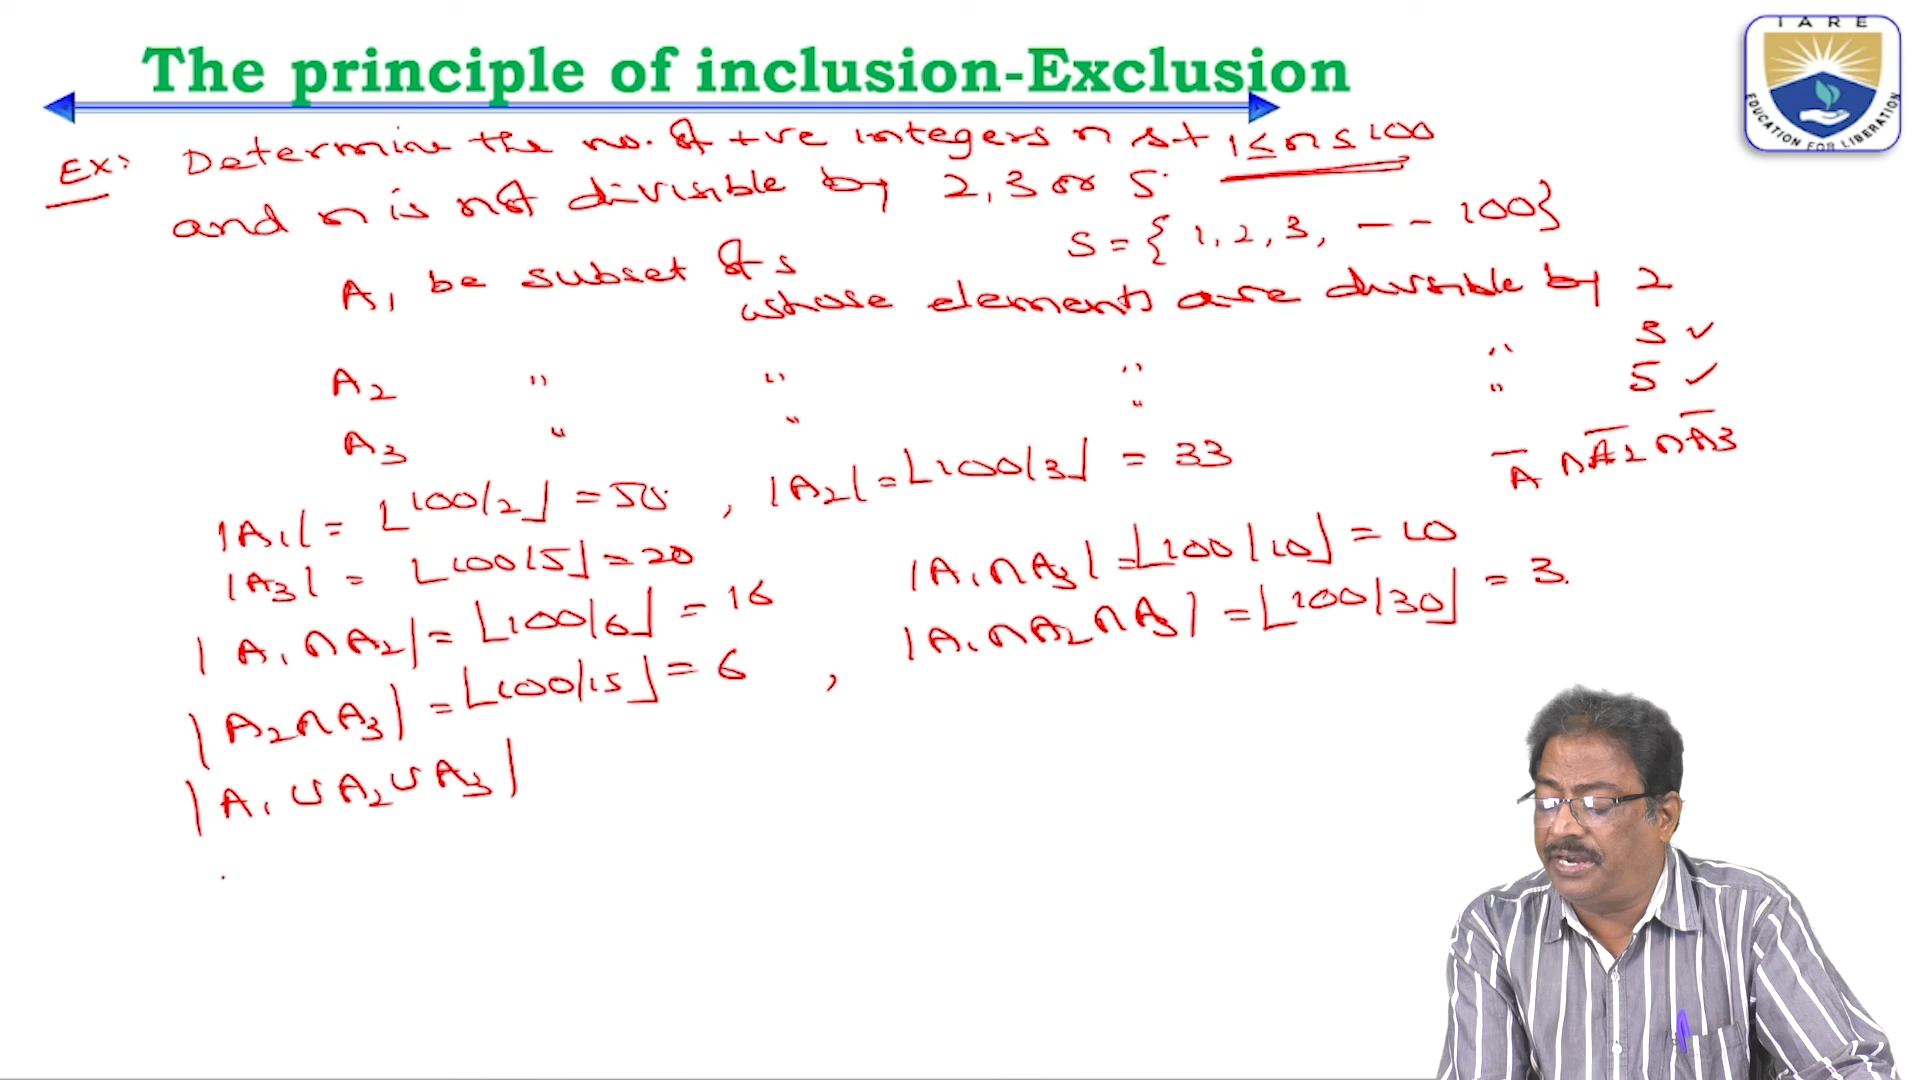 The principle of inclusion-Exclusion
IARE
EDUCATION FOR LIBERATION
Ex: Determine the no. of +ve integers n s.t 1≤n≤100
and n is not divisible by 2, 3 or 5.
S = { 1, 2, 3, -- 100}
A1 be subset of s
whose elements are divisible by 2
A2 " " " " 3 ✓
A3 " " " " 5 ✓
|A1| = ⌊100/2⌋ = 50, |A2| = ⌊100/3⌋ = 33
A̅ ∩ A̅2 ∩ A̅3
|A3| = ⌊100/5⌋ = 20
|A1 ∩ A3| = ⌊100/10⌋ = 10
|A1 ∩ A2| = ⌊100/6⌋ = 16
|A1 ∩ A2 ∩ A3| = ⌊100/30⌋ = 3.
|A2 ∩ A3| = ⌊100/15⌋ = 6 ,
|A1 ∪ A2 ∪ A3|